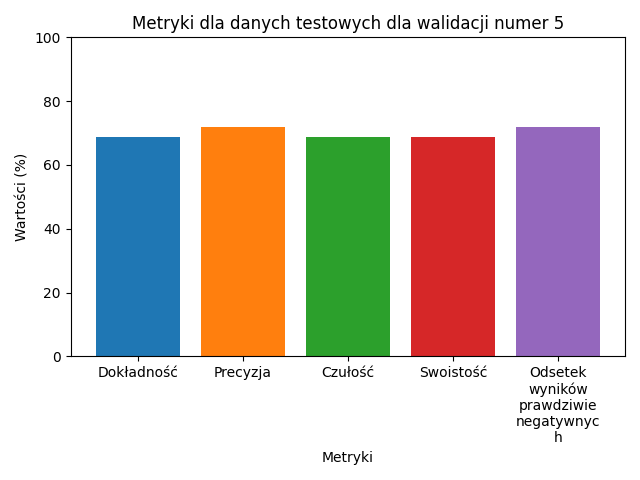 Metryki dla danych testowych dla walidacji numer 5
Wartości (%)
100
80
60
40
20
0
Dokładność
Precyzja
Czułość
Swoistość
Odsetek
wyników
prawdziwie
negatywnyc
h
Metryki